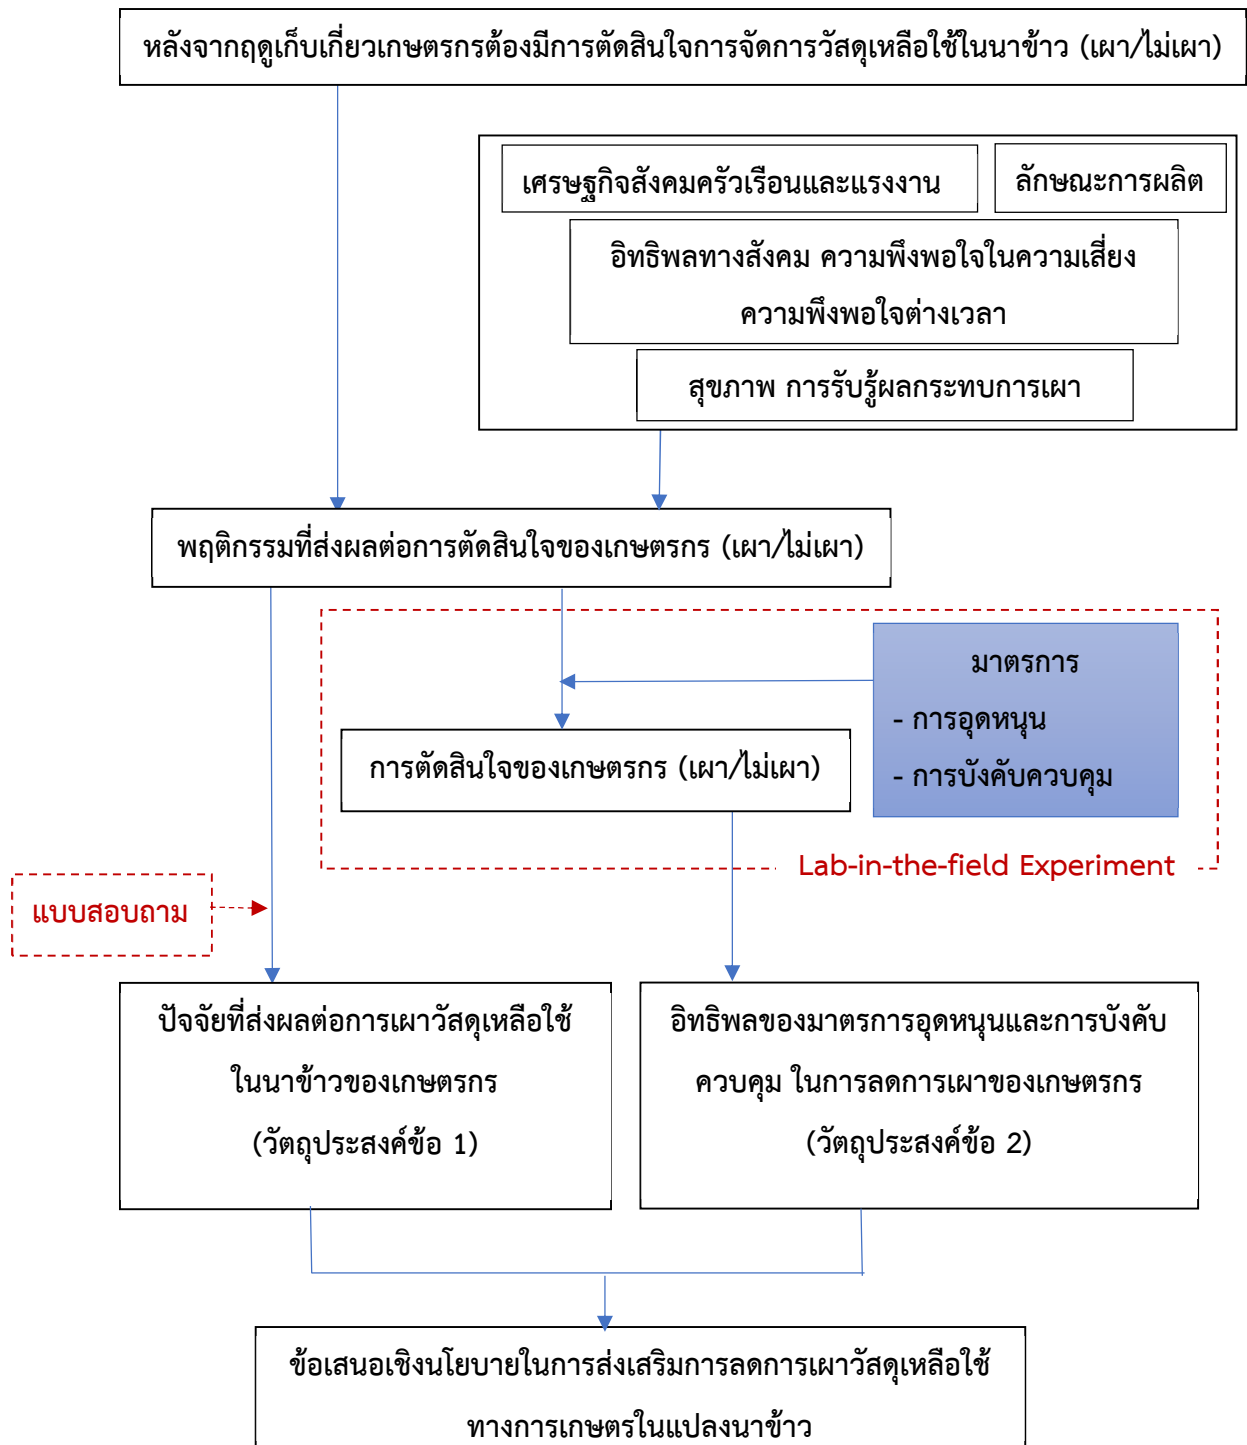 หลังจากฤดูเก็บเกี่ยวเกษตรกรต้องมีการตัดสินใจการจัดการวัสดุเหลือใช้ในนาข้าว (เผา/ไม่เผา)
เศรษฐกิจสังคมครัวเรือนและแรงงาน
ลักษณะการผลิต
อิทธิพลทางสังคม ความพึงพอใจในความเสี่ยง
ความพึงพอใจต่างเวลา
สุขภาพ การรับรู้ผลกระทบการเผา
พฤติกรรมที่ส่งผลต่อการตัดสินใจของเกษตรกร (เผา/ไม่เผา)
มาตรการ
- การอุดหนุน
- การบังคับควบคุม
การตัดสินใจของเกษตรกร (เผา/ไม่เผา)
Lab-in-the-field Experiment
แบบสอบถาม
ปัจจัยที่ส่งผลต่อการเผาวัสดุเหลือใช้
ในนาข้าวของเกษตรกร
(วัตถุประสงค์ข้อ 1)
อิทธิพลของมาตรการอุดหนุนและการบังคับ
ควบคุม ในการลดการเผาของเกษตรกร
(วัตถุประสงค์ข้อ 2)
ข้อเสนอเชิงนโยบายในการส่งเสริมการลดการเผาวัสดุเหลือใช้
ทางการเกษตรในแปลงนาข้าว